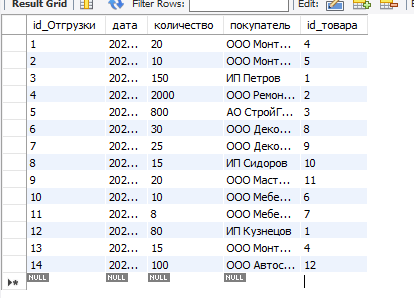 Result Grid Filter Rows: Edit:
id_Отгрузки дата количество покупатель id_товара
1 202... 20 ООО Монт... 4
2 202... 10 ООО Монт... 5
3 202... 150 ИП Петров 1
4 202... 2000 ООО Ремон... 2
5 202... 800 АО СтройГ... 3
6 202... 30 ООО Деко... 8
7 202... 25 ООО Деко... 9
8 202... 15 ИП Сидоров 10
9 202... 20 ООО Маст... 11
10 202... 10 ООО Мебе... 6
11 202... 8 ООО Мебе... 7
12 202... 80 ИП Кузнецов 1
13 202... 15 ООО Монт... 4
14 202... 100 ООО Автос... 12
NULL NULL NULL NULL